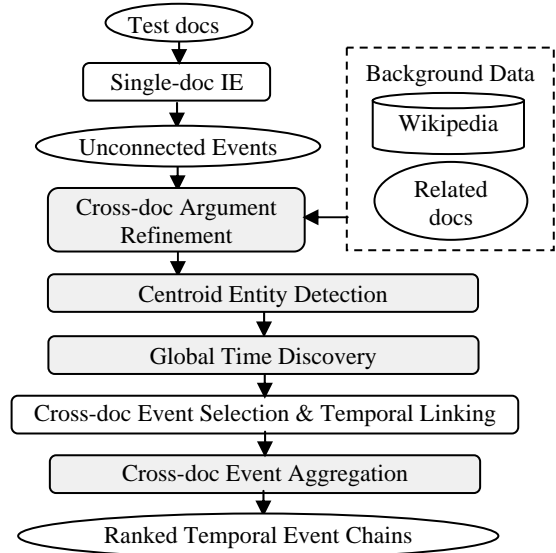 Test docs
Single-doc IE
Unconnected Events
Cross-doc Argument
Refinement
Background Data
Wikipedia
Related
docs
Centroid Entity Detection
Global Time Discovery
Cross-doc Event Selection & Temporal Linking
Cross-doc Event Aggregation
Ranked Temporal Event Chains